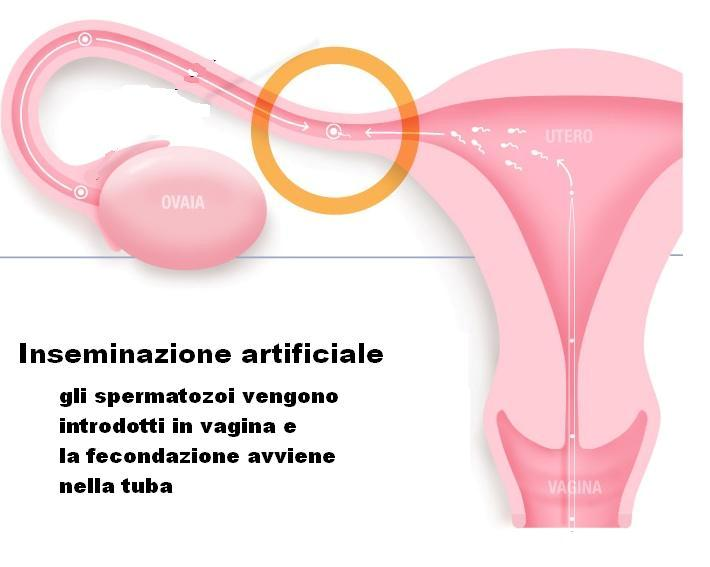 UTERO
OVAIA
Inseminazione artificiale
gli spermatozoi vengono
introdotti in vagina e
la fecondazione avviene
nella tuba
VAGINA